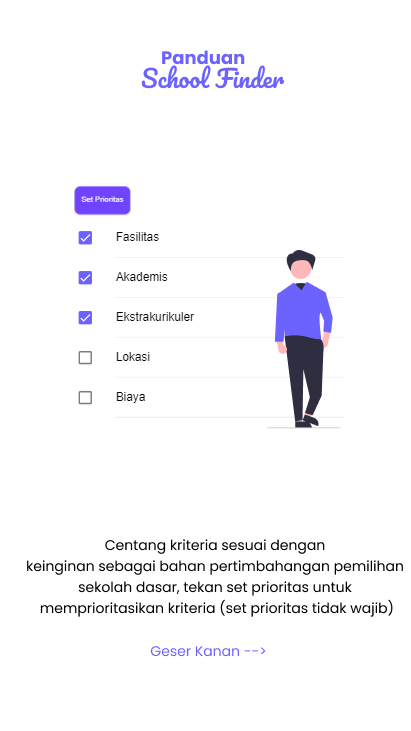 Panduan
School Finder
Set Prioritas
Fasilitas
Akademis
Ekstrakurikuler
Lokasi
Biaya
Centang kriteria sesuai dengan
keinginan sebagai bahan pertimbahangan pemilihan
sekolah dasar, tekan set prioritas untuk
memprioritasikan kriteria (set prioritas tidak wajib)
Geser Kanan -->